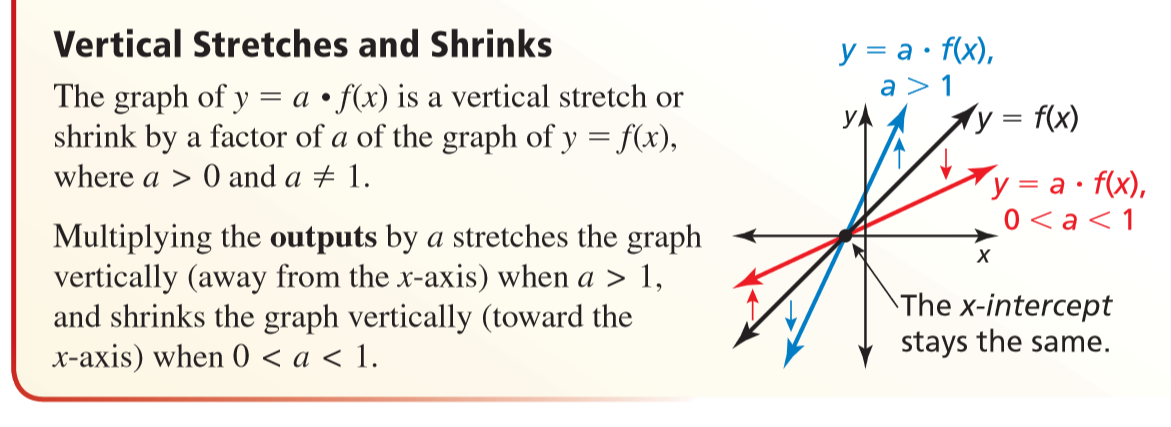 Vertical Stretches and Shrinks
The graph of y = a • f(x) is a vertical stretch or
shrink by a factor of a of the graph of y = f(x),
where a > 0 and a ≠ 1.
Multiplying the outputs by a stretches the graph
vertically (away from the x-axis) when a > 1,
and shrinks the graph vertically (toward the
x-axis) when 0 < a < 1.
y = a · f(x),
a > 1
y
y = f(x)
y = a · f(x),
0 < a < 1
x
The x-intercept
stays the same.